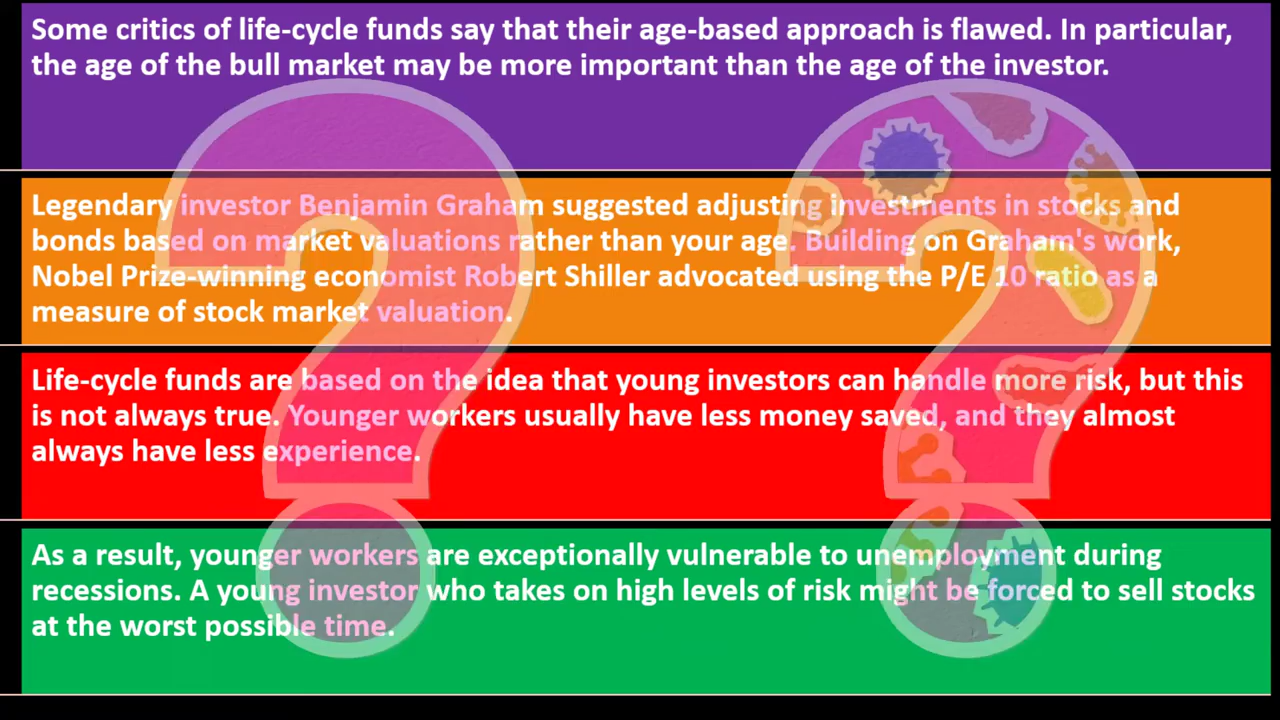 Some critics of life-cycle funds say that their age-based approach is flawed. In particular,
the age of the bull market may be more important than the age of the investor.
Legendary investor Benjamin Graham suggested adjusting investments in stocks and
bonds based on market valuations rather than your age. Building on Graham's work,
Nobel Prize-winning economist Robert Shiller advocated using the P/E 10 ratio as a
measure of stock market valuation.
Life-cycle funds are based on the idea that young investors can handle more risk, but this
is not always true. Younger workers usually have less money saved, and they almost
always have less experience.
As a result, younger workers are exceptionally vulnerable to unemployment during
recessions. A young investor who takes on high levels of risk might be forced to sell stocks
at the worst possible time.